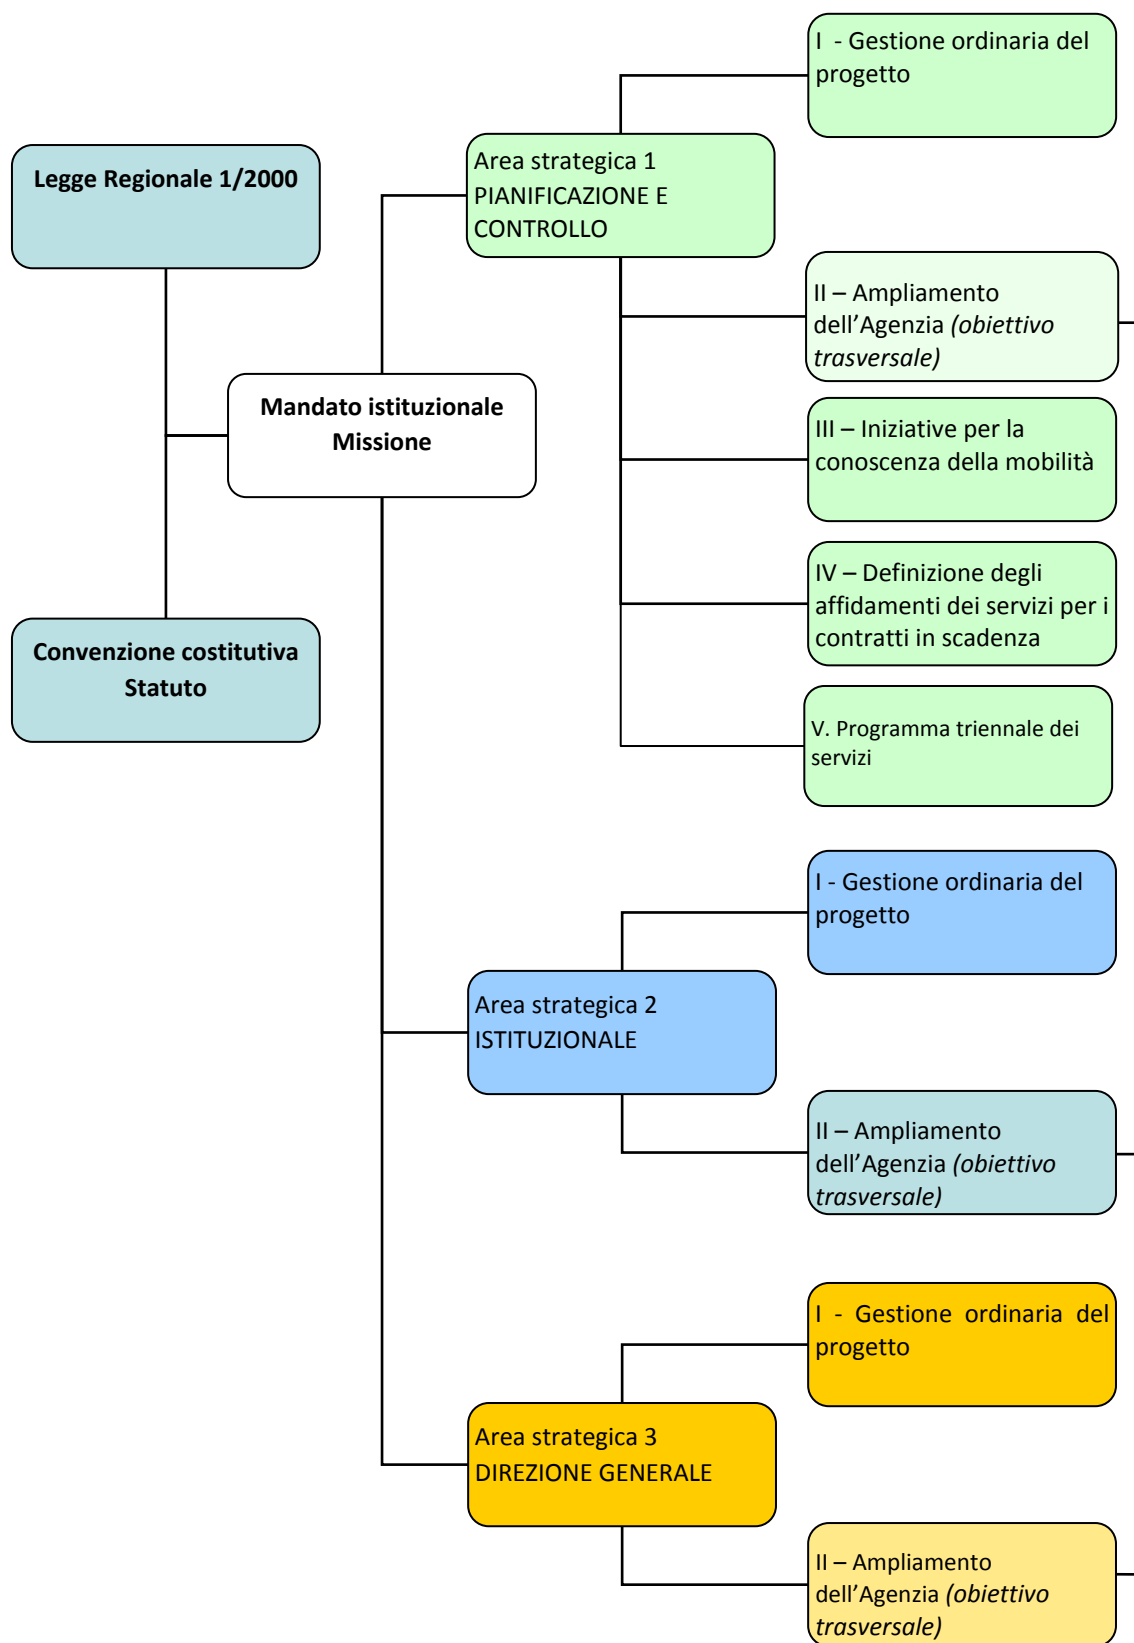 Legge Regionale 1/2000
Convenzione costitutiva
Statuto
Mandato istituzionale
Missione
Area strategica 1
PIANIFICAZIONE E
CONTROLLO
I - Gestione ordinaria del
progetto
II – Ampliamento
dell’Agenzia (obiettivo
trasversale)
III – Iniziative per la
conoscenza della mobilità
IV – Definizione degli
affidamenti dei servizi per i
contratti in scadenza
V. Programma triennale dei
servizi
Area strategica 2
ISTITUZIONALE
I - Gestione ordinaria del
progetto
II – Ampliamento
dell’Agenzia (obiettivo
trasversale)
Area strategica 3
DIREZIONE GENERALE
I - Gestione ordinaria del
progetto
II – Ampliamento
dell’Agenzia (obiettivo
trasversale)